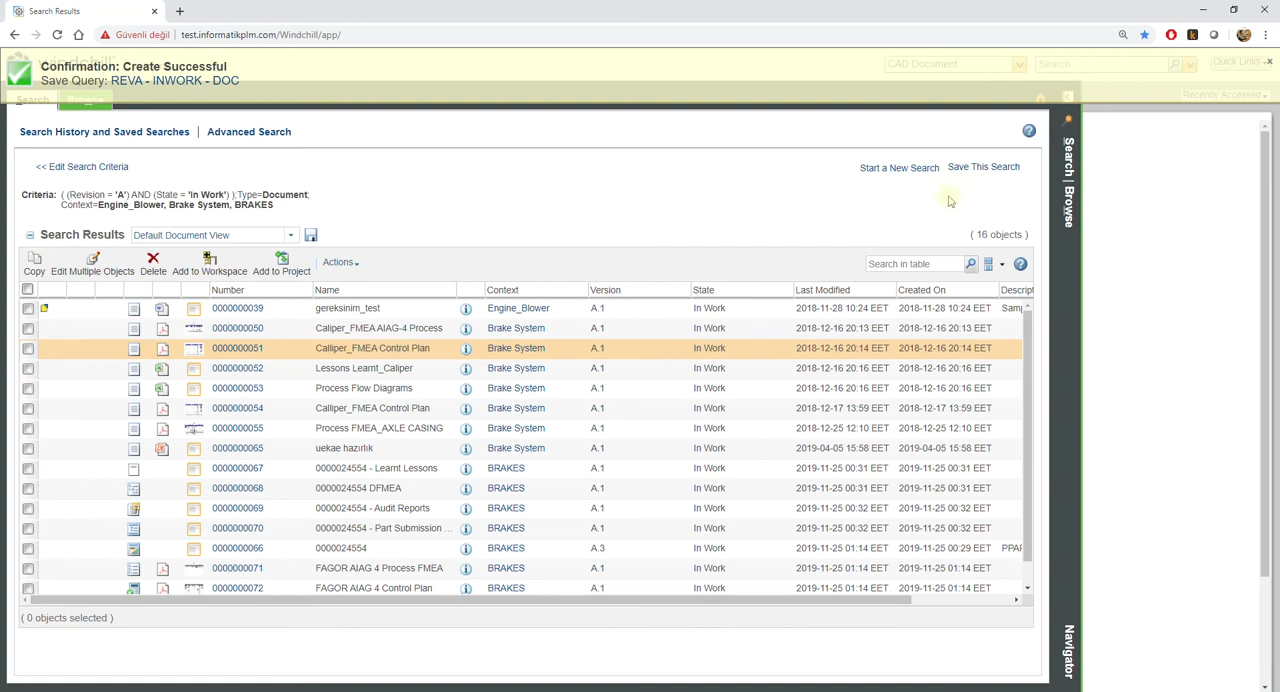 Search Results
Güvenli değil | test.informatikplm.com/Windchill/app/
Confirmation: Create Successful
Save Query: REVA - INWORK - DOC
CAD Document
Search
Quick Links
Recently Accessed
Search Browse
Search History and Saved Searches | Advanced Search
<< Edit Search Criteria
Start a New Search Save This Search
Criteria: ( (Revision = 'A') AND (State = 'In Work') );Type=Document;
Context=Engine_Blower, Brake System, BRAKES
Search Results Default Document View
( 16 objects )
Copy Edit Multiple Objects Delete Add to Workspace Add to Project Actions
Search in table
Number Name Context Version State Last Modified Created On Descript
0000000039 gereksinim_test Engine_Blower A.1 In Work 2018-11-28 10:24 EET 2018-11-28 10:24 EET Samp
0000000050 Caliper_FMEA AIAG-4 Process Brake System A.1 In Work 2018-12-16 20:13 EET 2018-12-16 20:13 EET
0000000051 Calliper_FMEA Control Plan Brake System A.1 In Work 2018-12-16 20:14 EET 2018-12-16 20:14 EET
0000000052 Lessons Learnt_Caliper Brake System A.1 In Work 2018-12-16 20:16 EET 2018-12-16 20:16 EET
0000000053 Process Flow Diagrams Brake System A.1 In Work 2018-12-16 20:16 EET 2018-12-16 20:16 EET
0000000054 Calliper_FMEA Control Plan Brake System A.1 In Work 2018-12-17 13:59 EET 2018-12-17 13:59 EET
0000000055 Process FMEA_AXLE CASING Brake System A.1 In Work 2018-12-25 12:10 EET 2018-12-25 12:10 EET
0000000065 uekae hazırlık Brake System A.1 In Work 2019-04-05 15:58 EET 2019-04-05 15:58 EET
0000000067 0000024554 - Learnt Lessons BRAKES A.1 In Work 2019-11-25 00:31 EET 2019-11-25 00:31 EET
0000000068 0000024554 DFMEA BRAKES A.1 In Work 2019-11-25 00:31 EET 2019-11-25 00:31 EET
0000000069 0000024554 - Audit Reports BRAKES A.1 In Work 2019-11-25 00:32 EET 2019-11-25 00:32 EET
0000000070 0000024554 - Part Submission ... BRAKES A.1 In Work 2019-11-25 00:32 EET 2019-11-25 00:32 EET
0000000066 0000024554 BRAKES A.3 In Work 2019-11-25 01:14 EET 2019-11-25 00:29 EET PPAP
0000000071 FAGOR AIAG 4 Process FMEA BRAKES A.1 In Work 2019-11-25 01:14 EET 2019-11-25 01:14 EET
0000000072 FAGOR AIAG 4 Control Plan BRAKES A.1 In Work 2019-11-25 01:14 EET 2019-11-25 01:14 EET
( 0 objects selected )
Search | Browse
Navigator